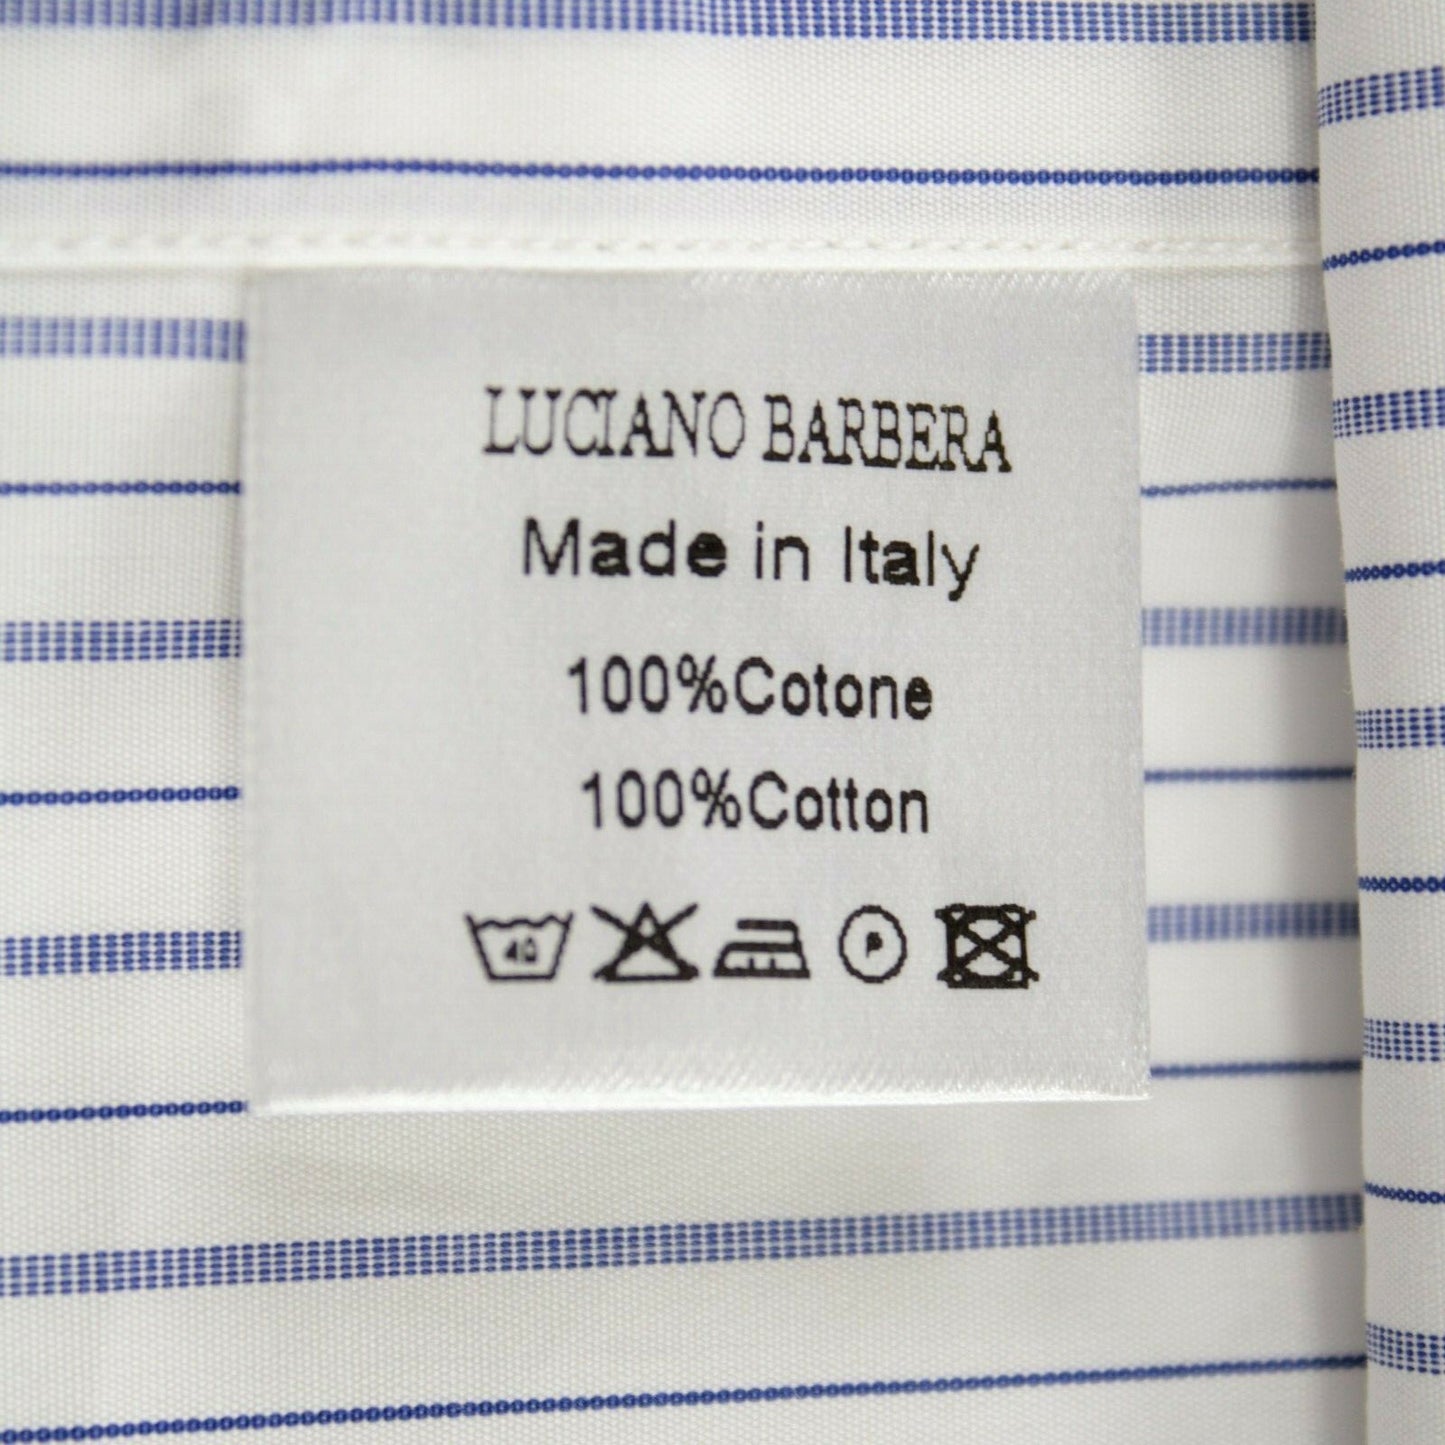 LUCIANO BARBERA
Made in Italy
100%Cotone
100%Cotton
40 P